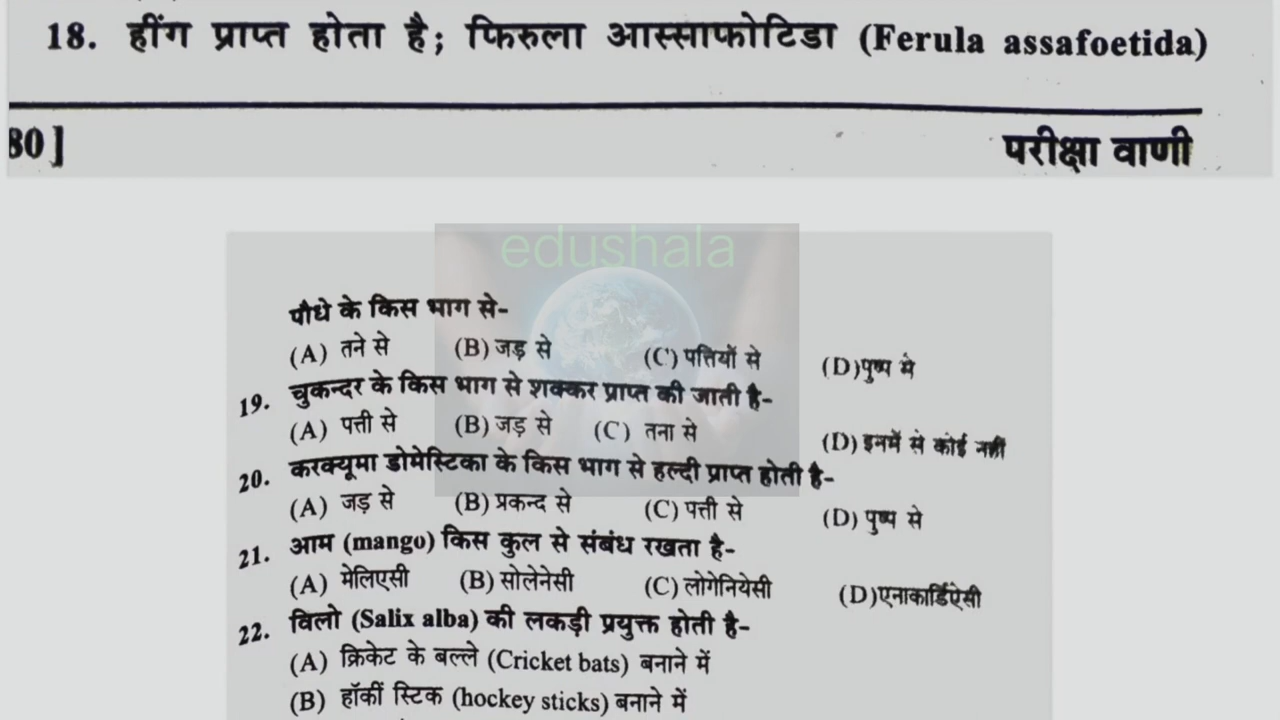 18. हींग प्राप्त होता है; फिरुला आस्साफोटिडा (Ferula assafoetida)
80]
परीक्षा वाणी
edushala
पौधे के किस भाग से-
(A) तने से (B) जड़ से (C) पत्तियों से (D) पुष्प से
19. चुकन्दर के किस भाग से शक्कर प्राप्त की जाती है-
(A) पत्ती से (B) जड़ से (C) तना से (D) इनमें से कोई नहीं
20. करक्यूमा डोमेस्टिका के किस भाग से हल्दी प्राप्त होती है-
(A) जड़ से (B) प्रकन्द से (C) पत्ती से (D) पुष्प से
21. आम (mango) किस कुल से संबंध रखता है-
(A) मेलिएसी (B) सोलेनेसी (C) लोगेनियेसी (D) एनाकार्डिऐसी
22. विलो (Salix alba) की लकड़ी प्रयुक्त होती है-
(A) क्रिकेट के बल्ले (Cricket bats) बनाने में
(B) हॉकीं स्टिक (hockey sticks) बनाने में